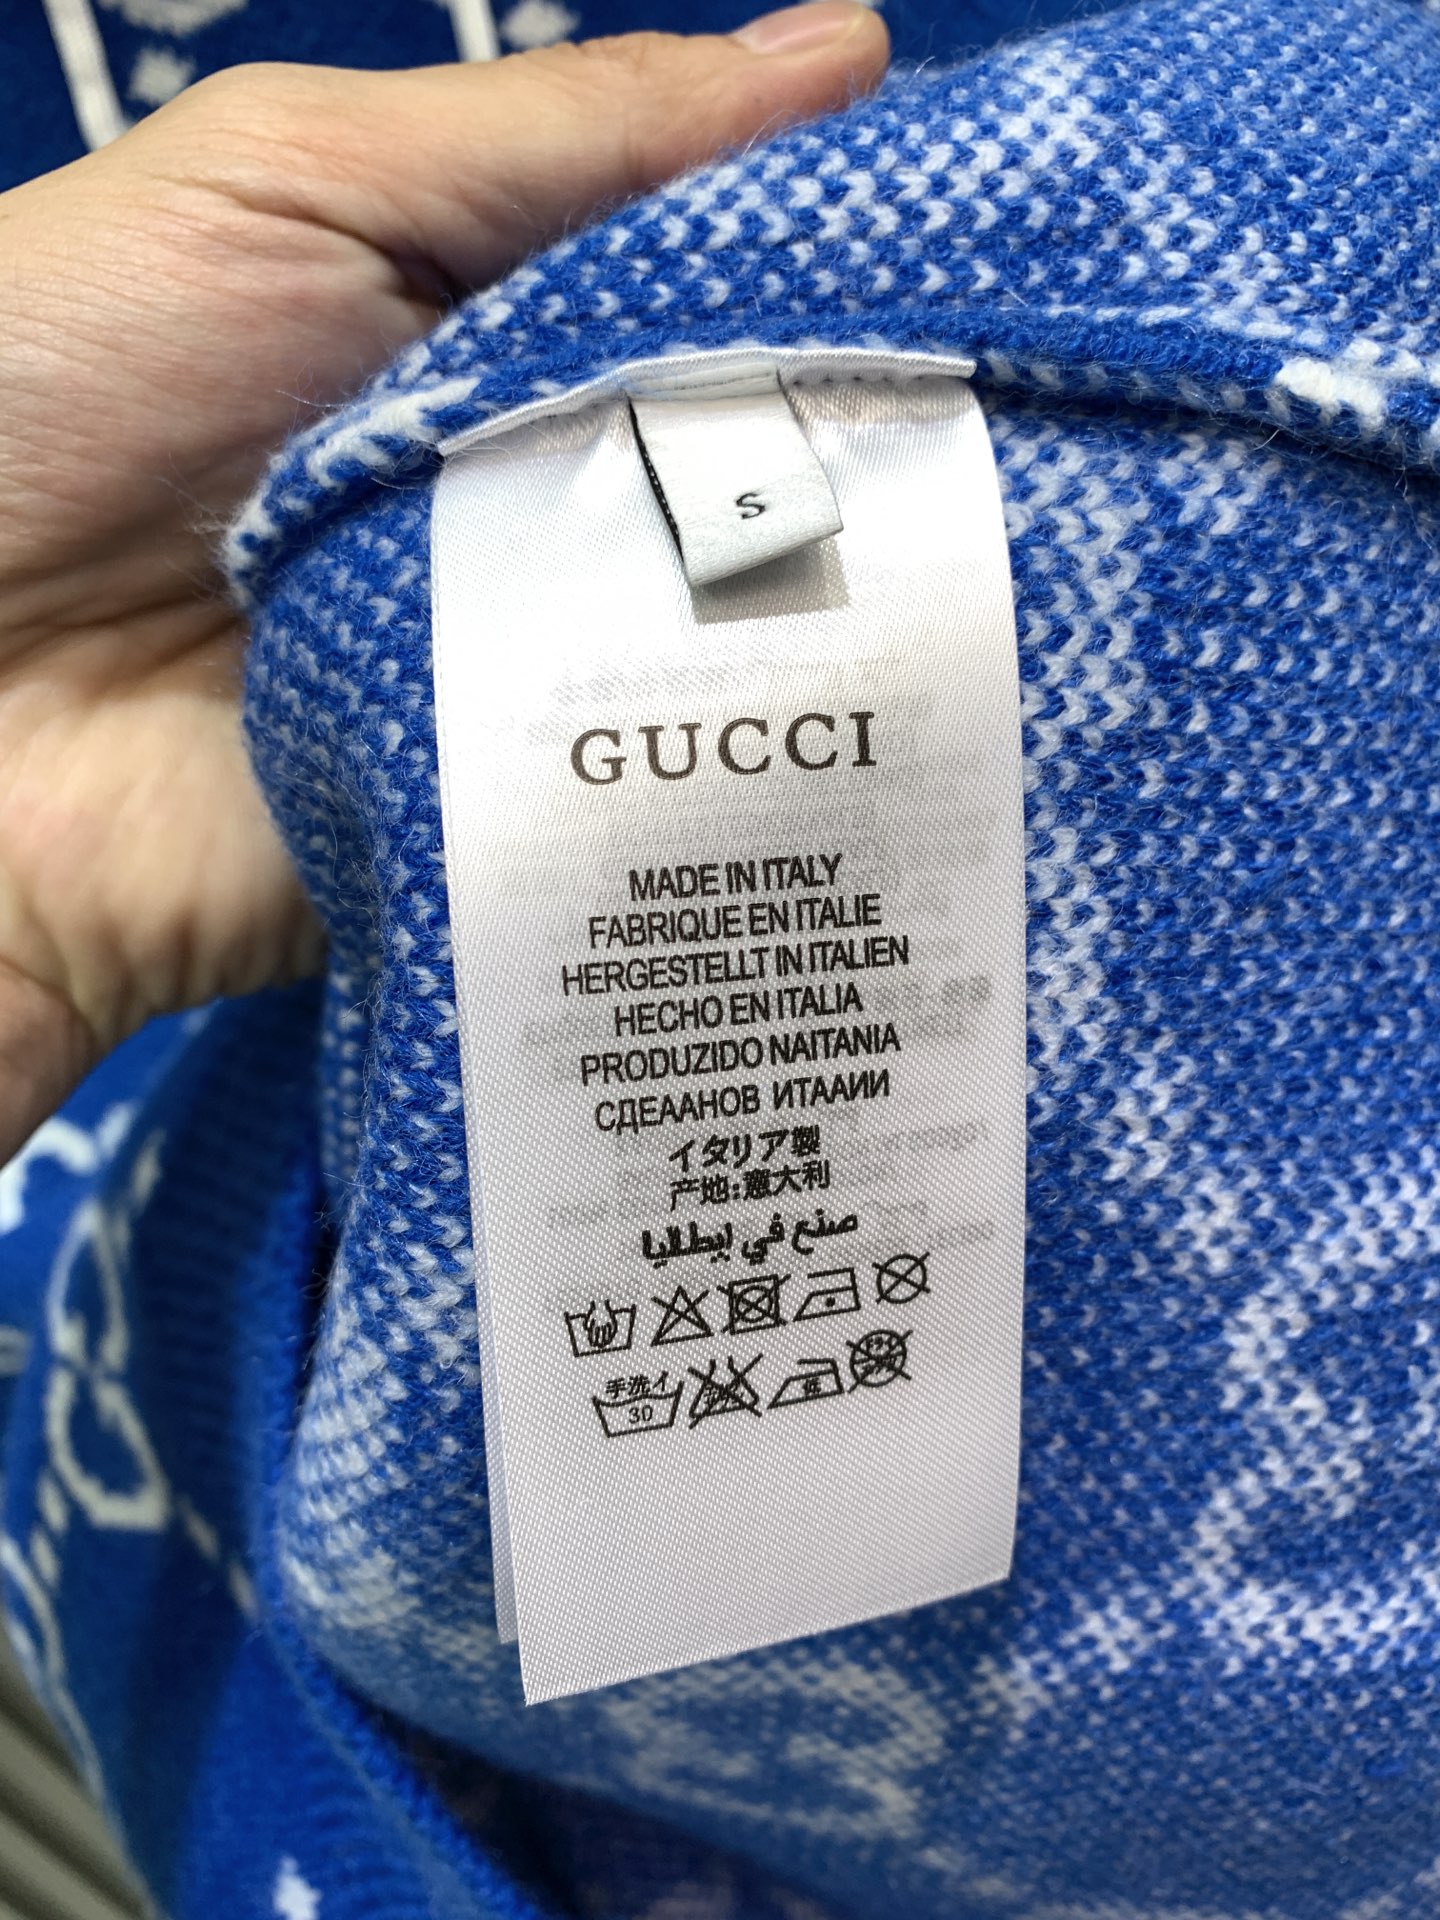 S
GUCCI
MADE IN ITALY
FABRIQUE EN ITALIE
HERGESTELLT IN ITALIEN
HECHO EN ITALIA
PRODUZIDO NAITANIA
СДЕААНОВ ИТААИИ
イタリア製
产地:意大利
صنع في إيطاليا
手洗イ
30